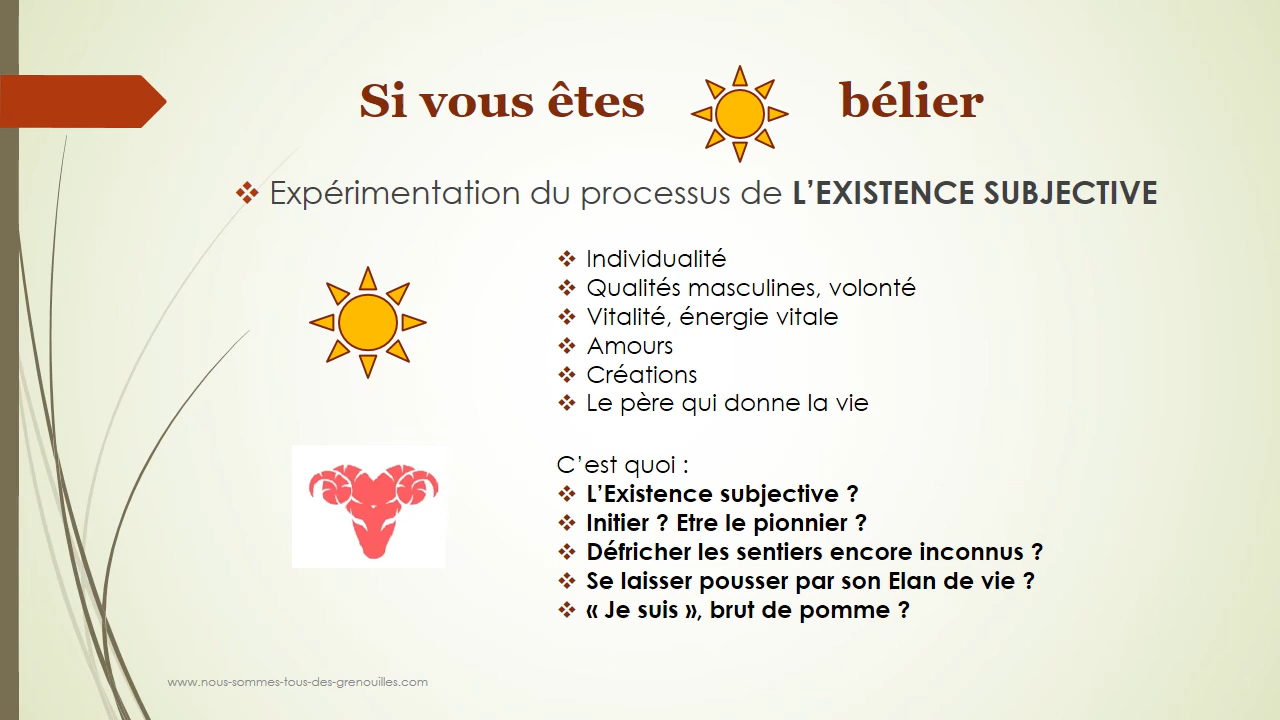 Si vous êtes bélier
Expérimentation du processus de L’EXISTENCE SUBJECTIVE
Individualité
Qualités masculines, volonté
Vitalité, énergie vitale
Amours
Créations
Le père qui donne la vie
C’est quoi :
L’Existence subjective ?
Initier ? Etre le pionnier ?
Défricher les sentiers encore inconnus ?
Se laisser pousser par son Elan de vie ?
« Je suis », brut de pomme ?
www.nous-sommes-tous-des-grenouilles.com